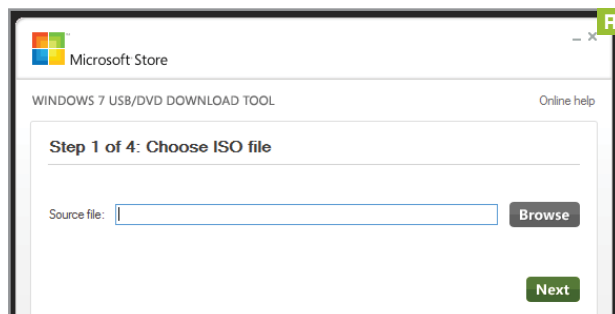 Microsoft Store
WINDOWS 7 USB/DVD DOWNLOAD TOOL
Online help
Step 1 of 4: Choose ISO file
Source file:
Browse
Next